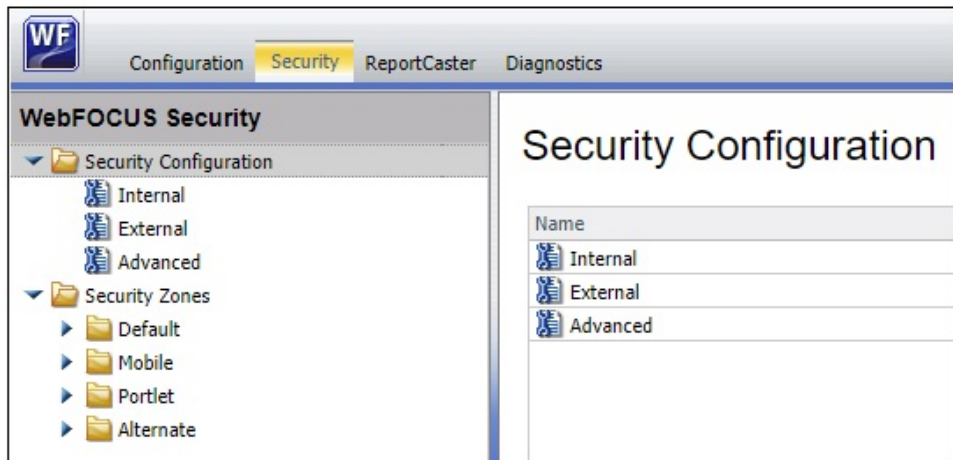 WF
Configuration Security ReportCaster Diagnostics
WebFOCUS Security
Security Configuration
Internal
External
Advanced
Security Zones
Default
Mobile
Portlet
Alternate
Security Configuration
Name
Internal
External
Advanced